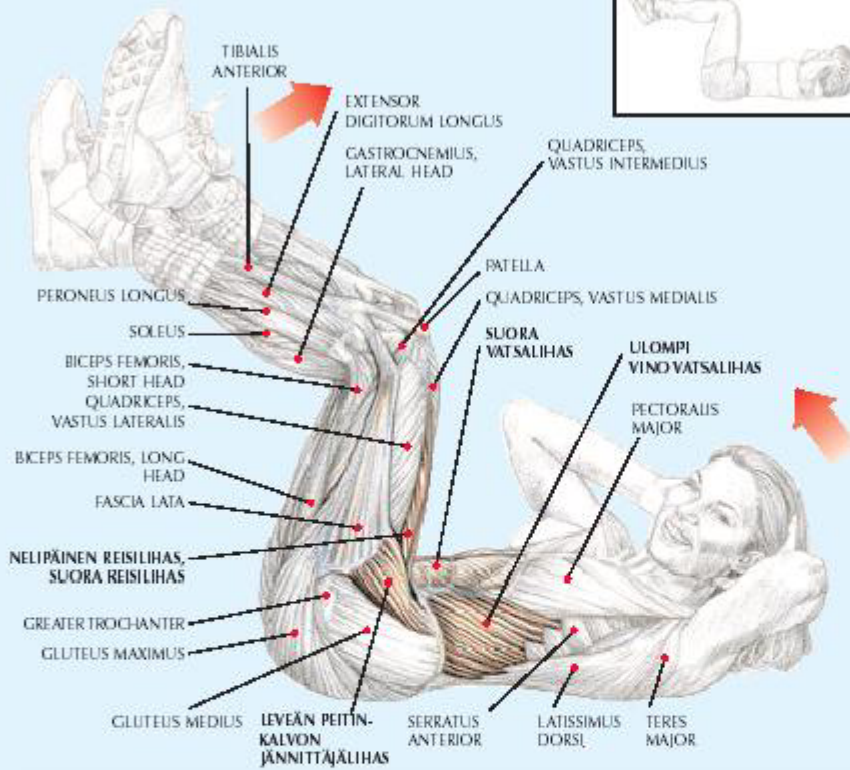 TIBIALIS
ANTERIOR
EXTENSOR
DIGITORUM LONGUS
GASTROCNEMIUS,
LATERAL HEAD
QUADRICEPS,
VASTUS INTERMEDIUS
PATELLA
QUADRICEPS, VASTUS MEDIALIS
PERONEUS LONGUS
SOLEUS
BICEPS FEMORIS,
SHORT HEAD
QUADRICEPS,
VASTUS LATERALIS
BICEPS FEMORIS, LONG
HEAD
FASCIA LATA
NELIPÄINEN REISILIHAS,
SUORA REISILIHAS
GREATER TROCHANTER
GLUTEUS MAXIMUS
SUORA
VATSALIHAS
ULOMPI
VINO VATSALIHAS
PECTORALIS
MAJOR
GLUTEUS MEDIUS
LEVEÄN PEITIN-
KALVON
JÄNNITTÄJÄLIHAS
SERRATUS
ANTERIOR
LATISSIMUS
DORSI,
TERES
MAJOR